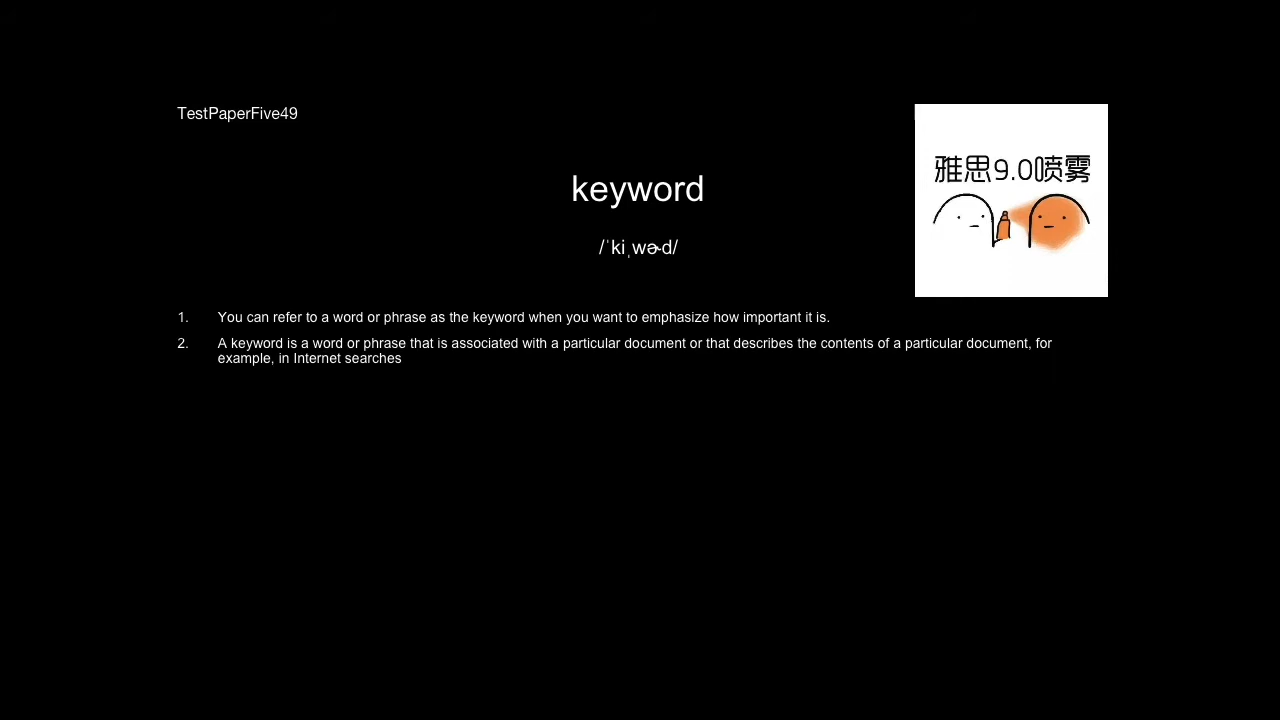 TestPaperFive49
雅思9.0喷雾
keyword
/ˈkiˌwɚd/
1. You can refer to a word or phrase as the keyword when you want to emphasize how important it is.
2. A keyword is a word or phrase that is associated with a particular document or that describes the contents of a particular document, for
example, in Internet searches